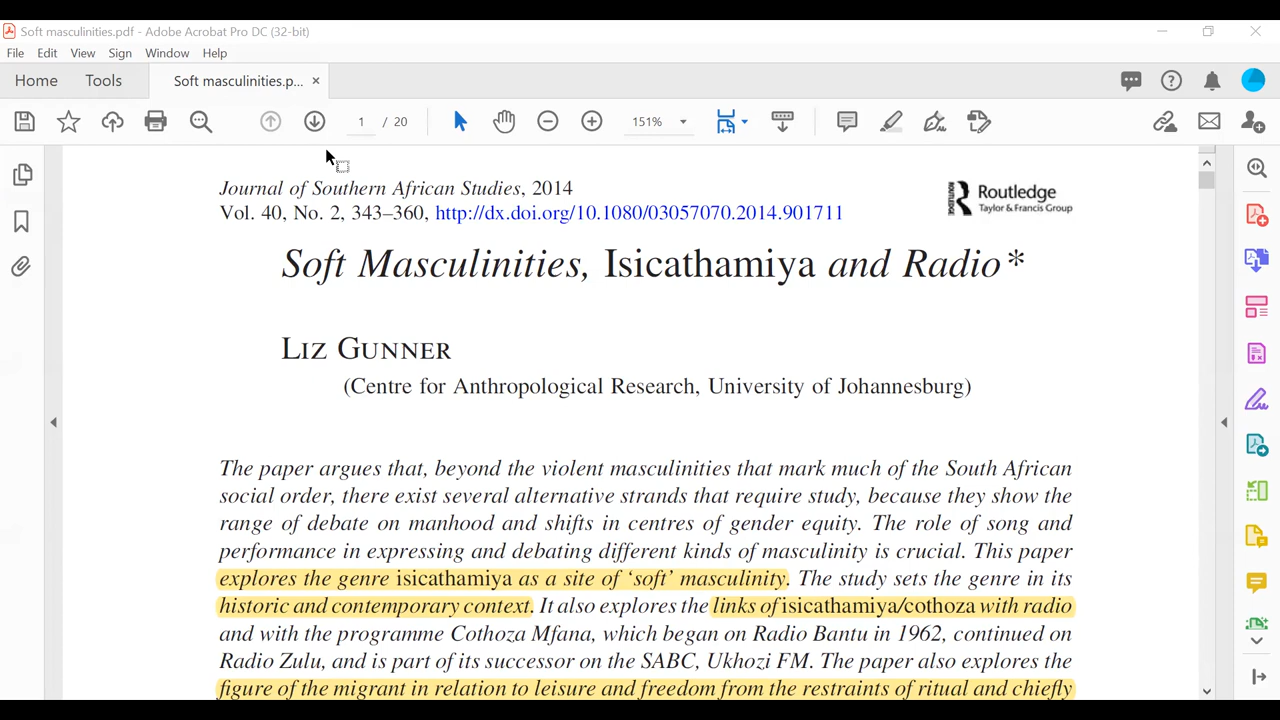 Soft masculinities.pdf - Adobe Acrobat Pro DC (32-bit)
File Edit View Sign Window Help
Home Tools Soft masculinities.p... ×
1 / 20 151%
Journal of Southern African Studies, 2014
Vol. 40, No. 2, 343–360, http://dx.doi.org/10.1080/03057070.2014.901711
ROUTLEDGE
Routledge
Taylor & Francis Group
Soft Masculinities, Isicathamiya and Radio*
LIZ GUNNER
(Centre for Anthropological Research, University of Johannesburg)
The paper argues that, beyond the violent masculinities that mark much of the South African
social order, there exist several alternative strands that require study, because they show the
range of debate on manhood and shifts in centres of gender equity. The role of song and
performance in expressing and debating different kinds of masculinity is crucial. This paper
explores the genre isicathamiya as a site of ‘soft’ masculinity. The study sets the genre in its
historic and contemporary context. It also explores the links of isicathamiya/cothoza with radio
and with the programme Cothoza Mfana, which began on Radio Bantu in 1962, continued on
Radio Zulu, and is part of its successor on the SABC, Ukhozi FM. The paper also explores the
figure of the migrant in relation to leisure and freedom from the restraints of ritual and chiefly